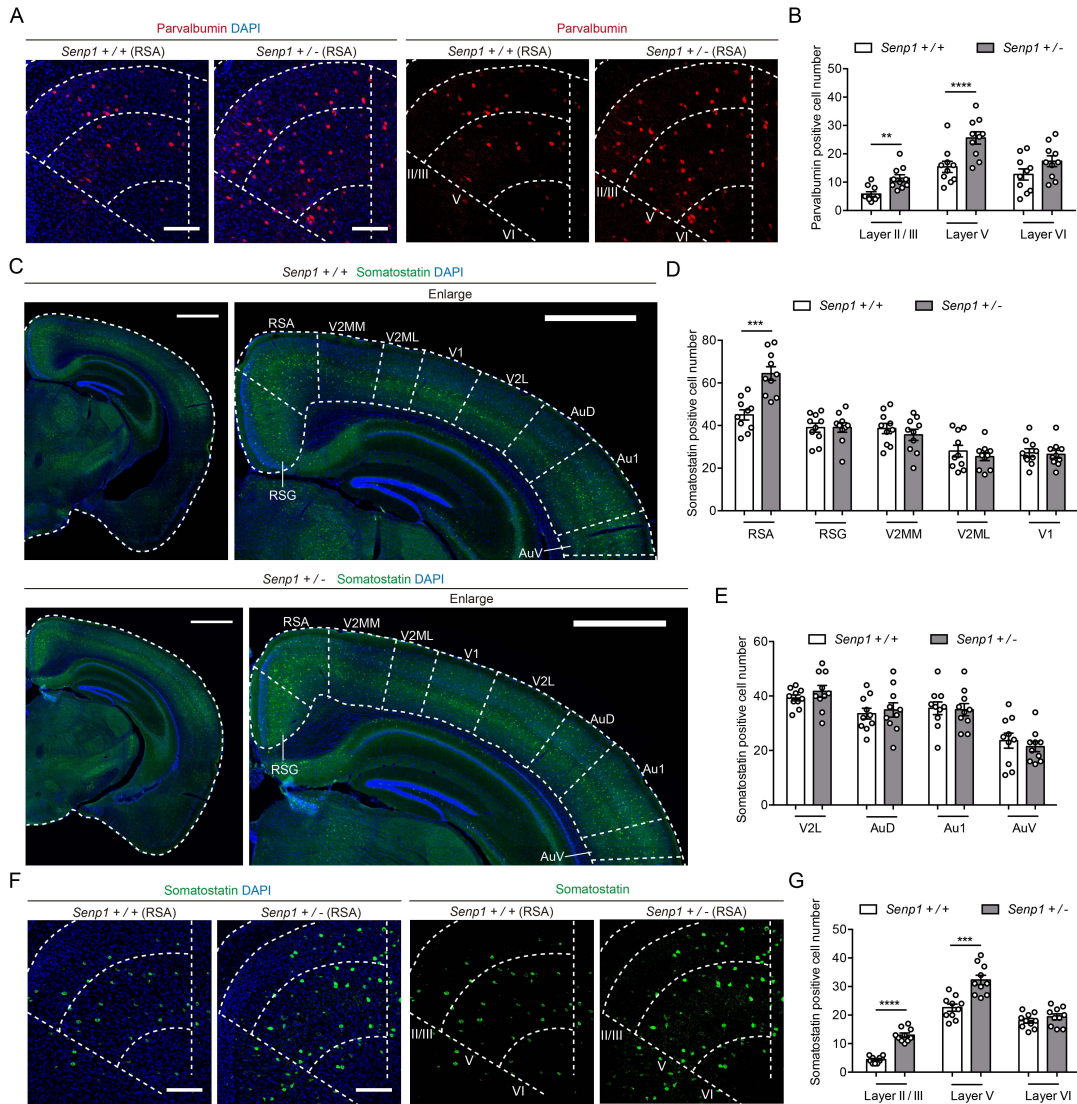 A
Parvalbumin DAPI
Parvalbumin
Senp1 +/+ (RSA)
Senp1 +/- (RSA)
Senp1 +/+ (RSA)
Senp1 +/- (RSA)
II/III
V
VI
II/III
V
VI
B
Senp1 +/+
Senp1 +/-
Parvalbumin positive cell number
50
40
30
20
10
0
**
****
Layer II / III
Layer V
Layer VI
C
Senp1 +/+ Somatostatin DAPI
Enlarge
RSA
V2MM
V2ML
V1
V2L
AuD
Au1
AuV
RSG
Senp1 +/- Somatostatin DAPI
Enlarge
RSA
V2MM
V2ML
V1
V2L
AuD
Au1
AuV
RSG
D
Senp1 +/+
Senp1 +/-
Somatostatin positive cell number
80
60
40
20
0
***
RSA
RSG
V2MM
V2ML
V1
E
Senp1 +/+
Senp1 +/-
Somatostatin positive cell number
60
40
20
0
V2L
AuD
Au1
AuV
F
Somatostatin DAPI
Somatostatin
Senp1 +/+ (RSA)
Senp1 +/- (RSA)
Senp1 +/+ (RSA)
Senp1 +/- (RSA)
II/III
V
VI
II/III
V
VI
G
Senp1 +/+
Senp1 +/-
Somatostatin positive cell number
50
40
30
20
10
0
****
***
Layer II / III
Layer V
Layer VI